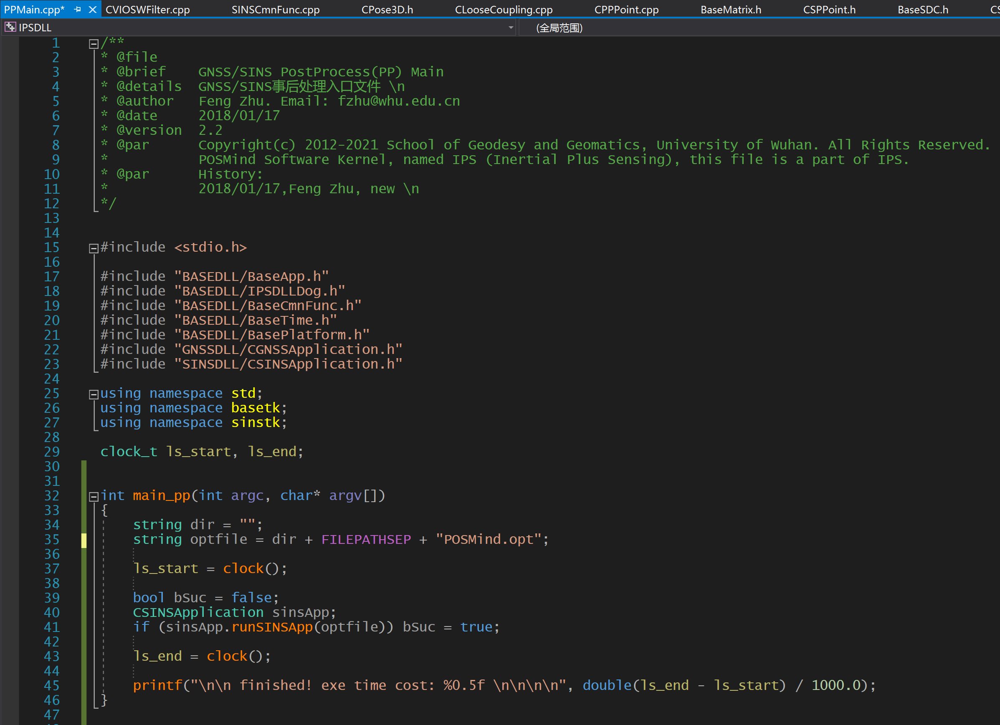 PPMain.cpp* CVIOSWFilter.cpp SINSCmnFunc.cpp CPose3D.h CLooseCoupling.cpp CPPPoint.cpp BaseMatrix.h CSPPoint.h BaseSDC.h
IPSDLL (全局范围)
1 /**
2 * @file
3 * @brief    GNSS/SINS PostProcess(PP) Main
4 * @details  GNSS/SINS事后处理入口文件 \n
5 * @author   Feng Zhu. Email: fzhu@whu.edu.cn
6 * @date     2018/01/17
7 * @version  2.2
8 * @par      Copyright(c) 2012-2021 School of Geodesy and Geomatics, University of Wuhan. All Rights Reserved.
9 *           POSMind Software Kernel, named IPS (Inertial Plus Sensing), this file is a part of IPS.
10 * @par      History:
11 *           2018/01/17,Feng Zhu, new \n
12 */
13
14
15 #include <stdio.h>
16
17 #include "BASEDLL/BaseApp.h"
18 #include "BASEDLL/IPSDLLDog.h"
19 #include "BASEDLL/BaseCmnFunc.h"
20 #include "BASEDLL/BaseTime.h"
21 #include "BASEDLL/BasePlatform.h"
22 #include "GNSSDLL/CGNSSApplication.h"
23 #include "SINSDLL/CSINSApplication.h"
24
25 using namespace std;
26 using namespace basetk;
27 using namespace sinstk;
28
29 clock_t ls_start, ls_end;
30
31
32 int main_pp(int argc, char* argv[])
33 {
34     string dir = "";
35     string optfile = dir + FILEPATHSEP + "POSMind.opt";
36
37     ls_start = clock();
38
39     bool bSuc = false;
40     CSINSApplication sinsApp;
41     if (sinsApp.runSINSApp(optfile)) bSuc = true;
42
43     ls_end = clock();
44
45     printf("\n\n finished! exe time cost: %0.5f \n\n\n\n", double(ls_end - ls_start) / 1000.0);
46 }
47